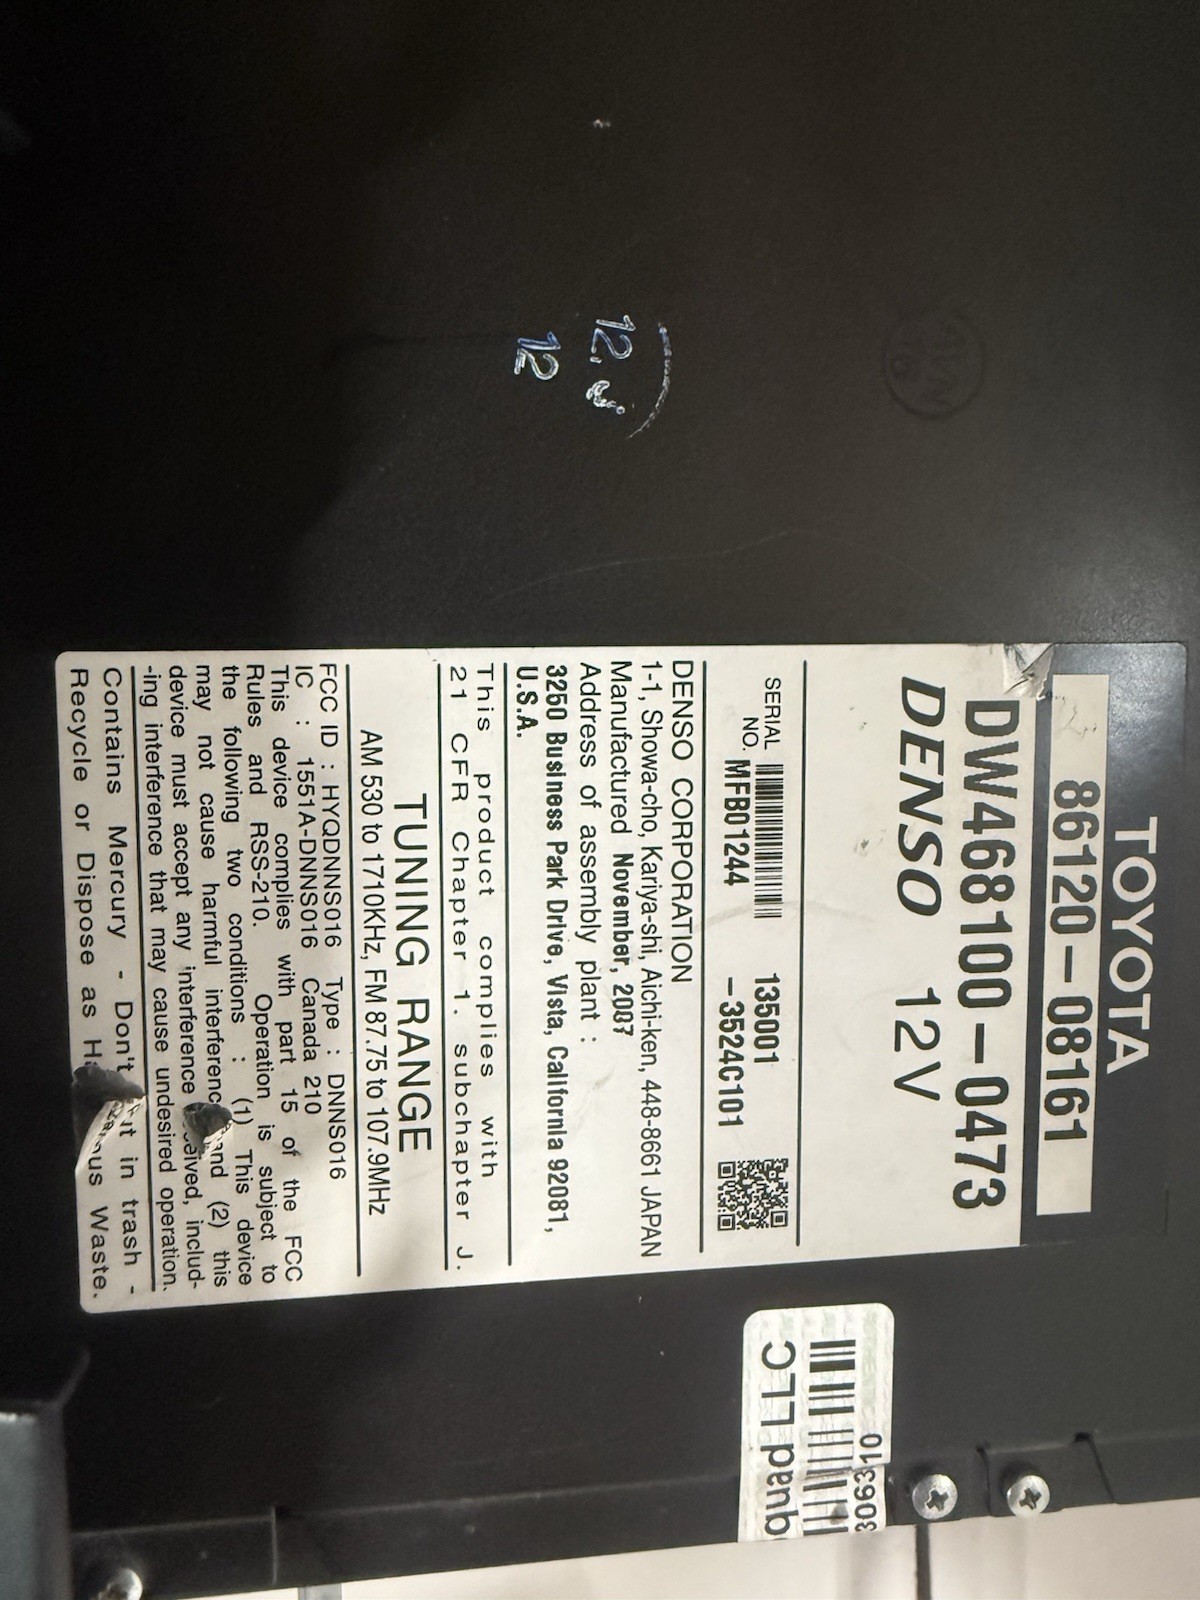 TOYOTA
86120-08161
DW468100-0473
DENSO 12V
SERIAL NO. MFB01244 135001
-3524C101
DENSO CORPORATION
1-1, Showa-cho, Kariya-shi, Aichi-ken, 448-8661 JAPAN
Manufactured November, 2007
Address of assembly plant :
3250 Business Park Drive, Vista, California 92081,
U.S.A.
This product complies with
21 CFR Chapter 1. subchapter J.
TUNING RANGE
AM 530 to 1710KHz, FM 87.75 to 107.9MHz
FCC ID : HYQDNNS016 Type : DNNS016
IC : 1551A-DNNS016 Canada 210
This device complies with part 15 of the FCC
Rules and RSS-210. Operation is subject to
the following two conditions : (1) This device
may not cause harmful and (2) this
device must accept any interference includ-
-ing interference that may cause undesired operation.
Contains Mercury - Don't in trash -
Recycle or Dispose as Waste.
306310
quad LLC
12.
12